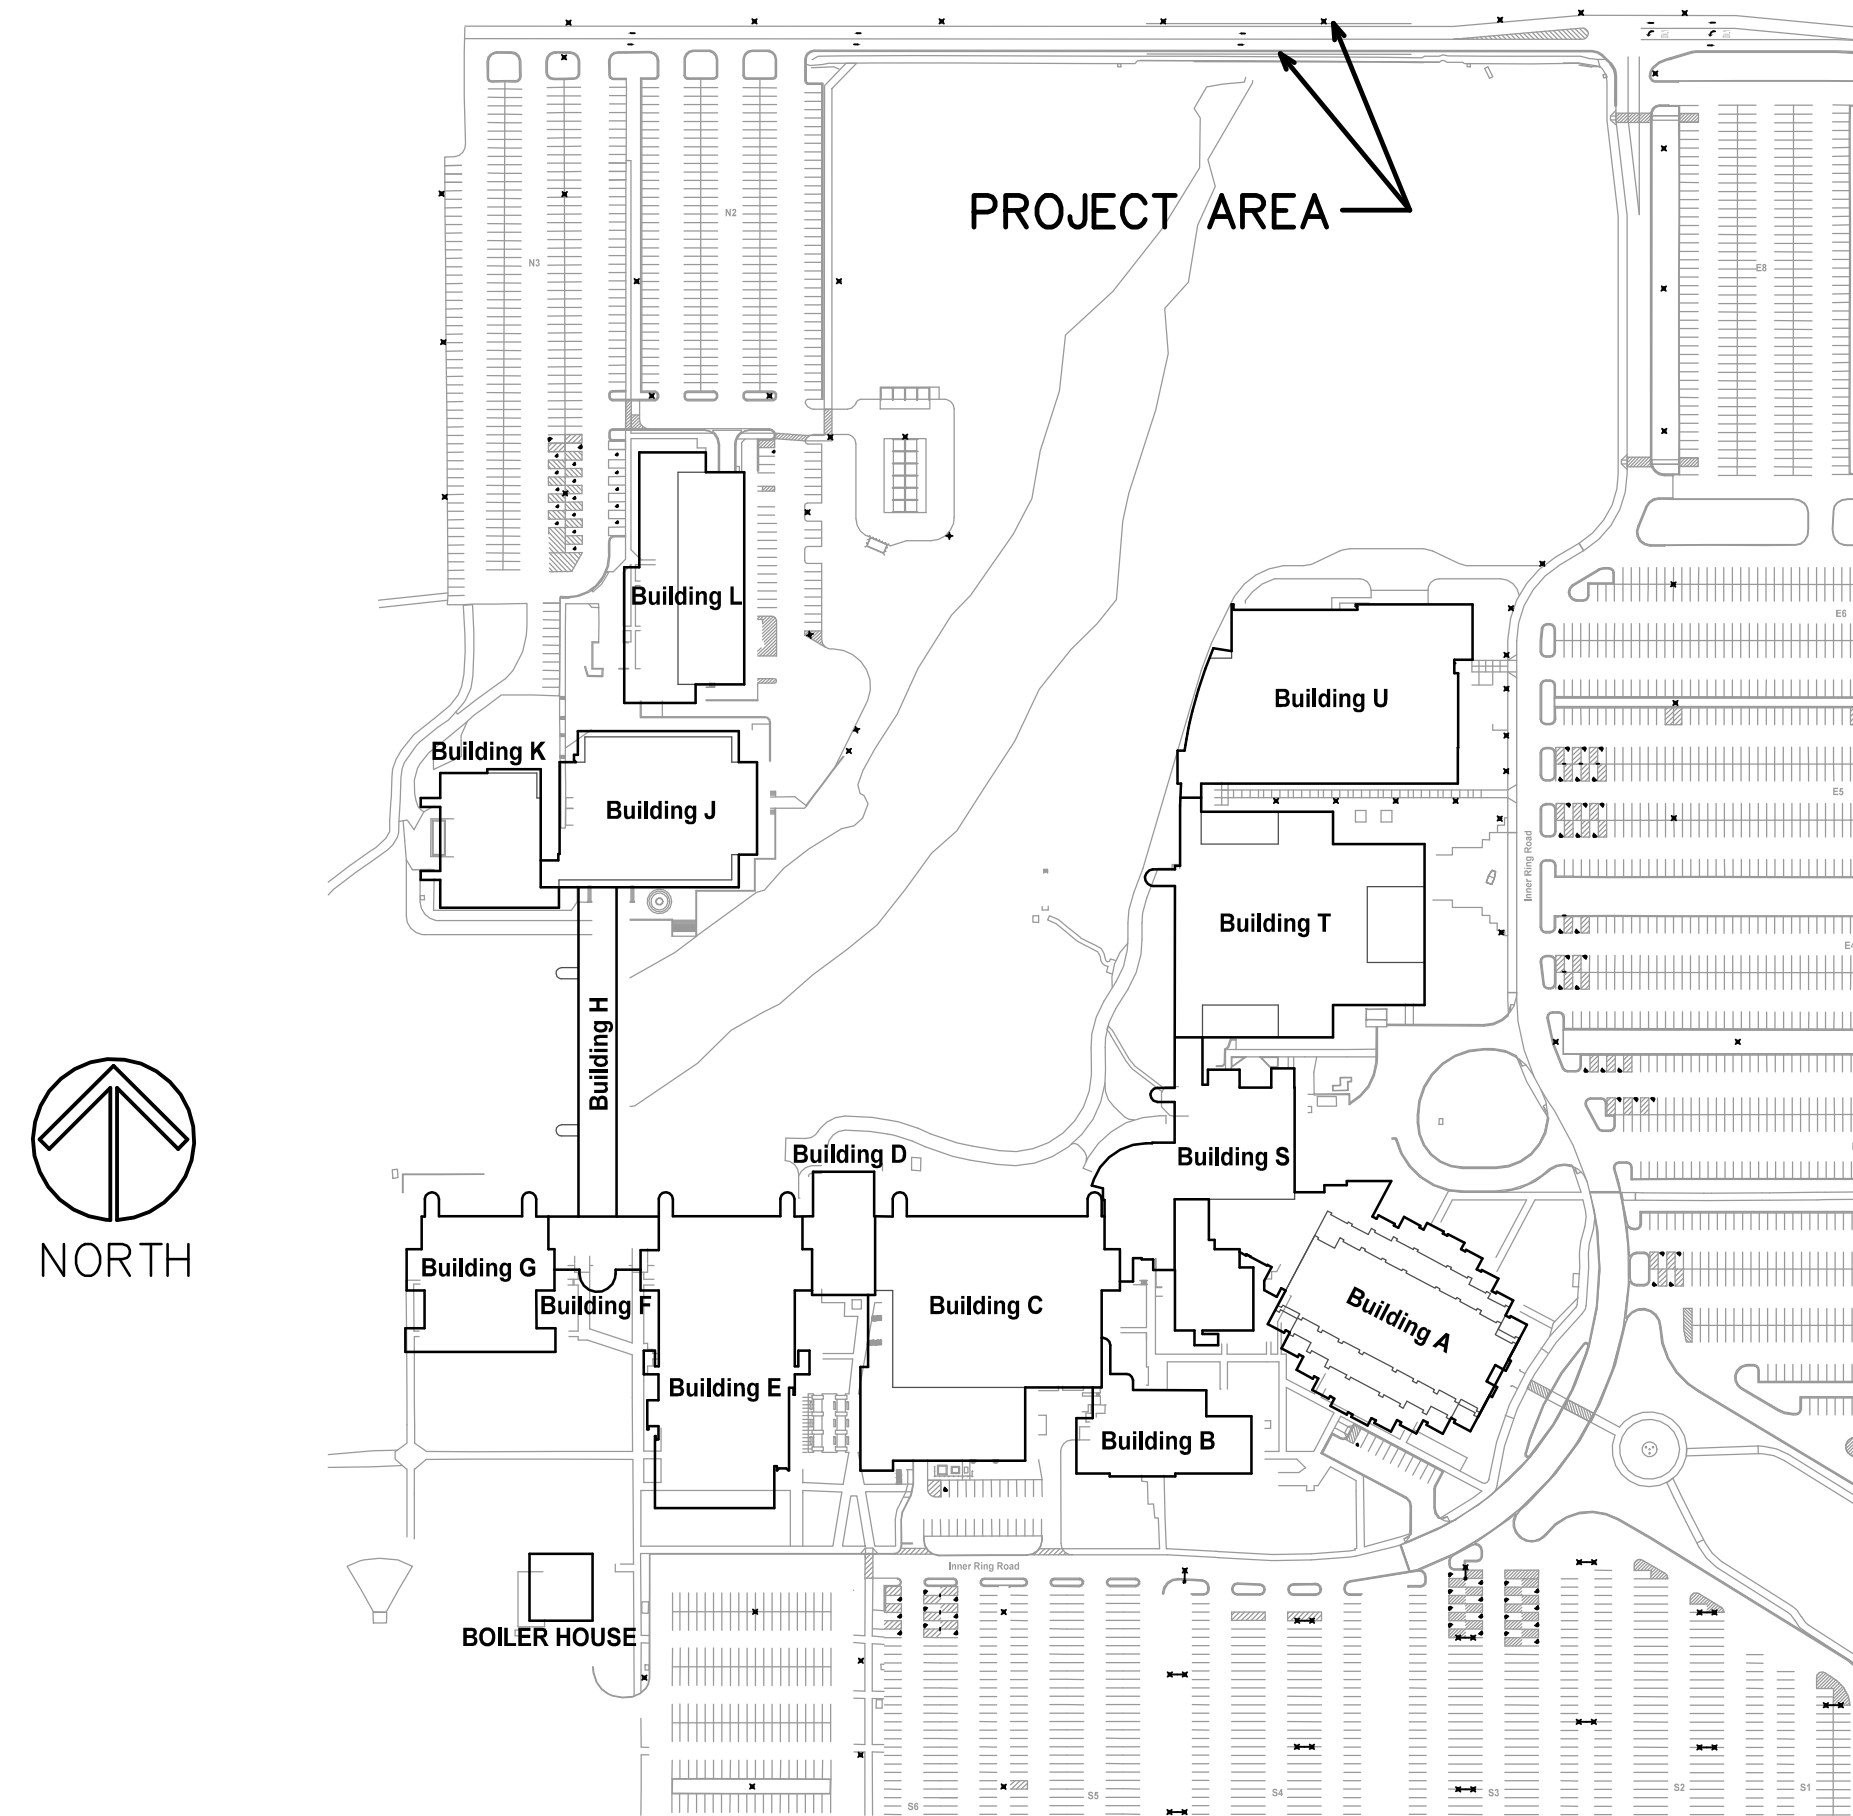 PROJECT AREA
N2
N3
E8
Building L
E6
Building U
Building K
Building J
E5
Inner Ring Road
Building T
E4
Building H
Building D
Building S
NORTH
Building G
Building F
Building C
Building A
Building E
Building B
Inner Ring Road
BOILER HOUSE
S6
S5
S4
S3
S2
S1